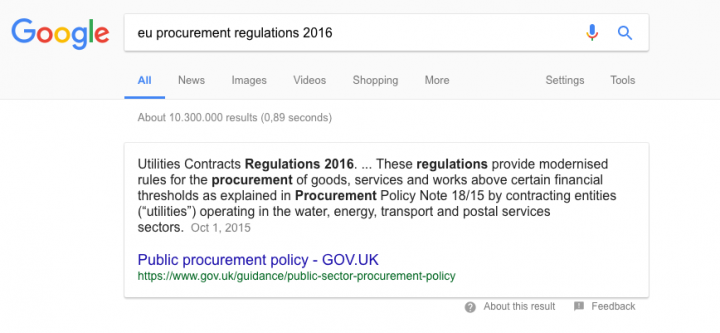 Google
eu procurement regulations 2016
All News Images Videos Shopping More Settings Tools
About 10.300.000 results (0,89 seconds)
Utilities Contracts Regulations 2016. ... These regulations provide modernised
rules for the procurement of goods, services and works above certain financial
thresholds as explained in Procurement Policy Note 18/15 by contracting entities
(“utilities”) operating in the water, energy, transport and postal services
sectors. Oct 1, 2015
Public procurement policy - GOV.UK
https://www.gov.uk/guidance/public-sector-procurement-policy
About this result Feedback